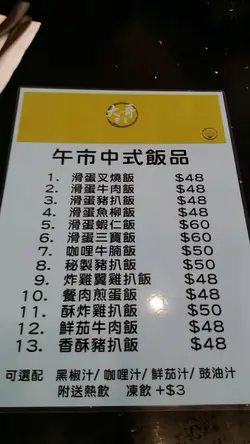 午市中式飯品
1. 滑蛋叉燒飯 $48
2. 滑蛋牛肉飯 $48
3. 滑蛋豬扒飯 $48
4. 滑蛋魚柳飯 $48
5. 滑蛋蝦仁飯 $60
6. 滑蛋三寶飯 $60
7. 咖哩牛腩飯 $50
8. 秘製豬扒飯 $50
9. 炸雞翼雞扒飯 $48
10. 餐肉煎蛋飯 $48
11. 酥炸雞扒飯 $50
12. 鮮茄牛肉飯 $48
13. 香酥豬扒飯 $48
可選配 黑椒汁/咖哩汁/鮮茄汁/豉油汁
附送熱飲 凍飲+$3